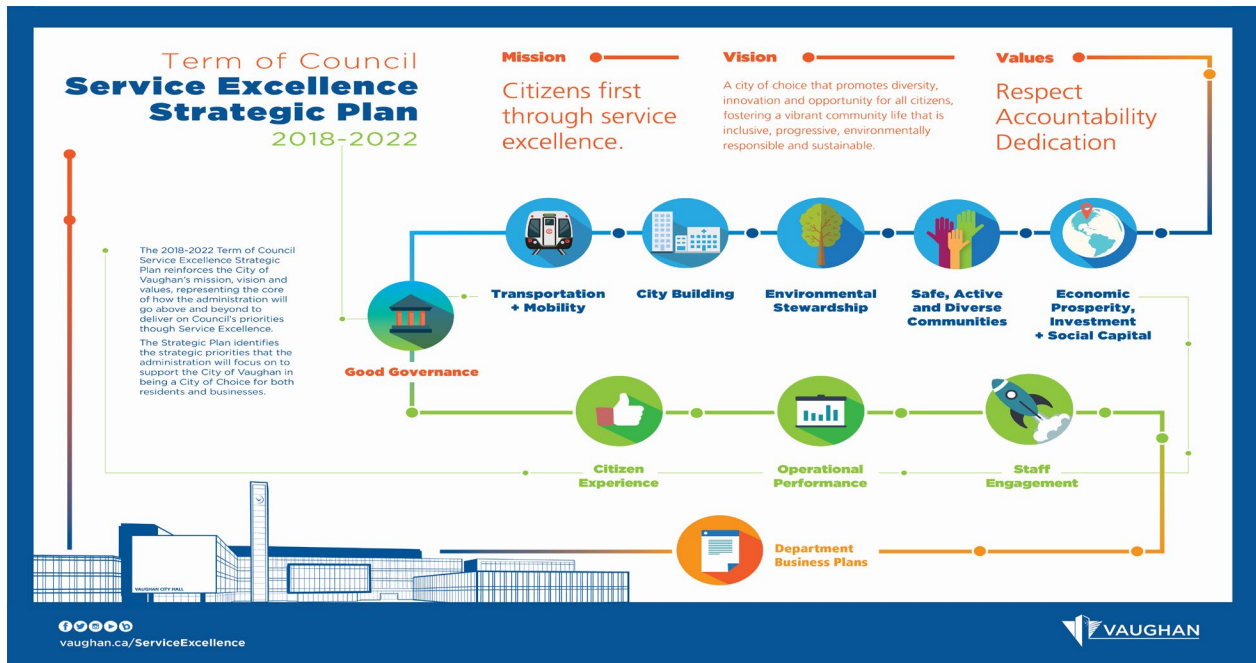 Term of Council
Service Excellence
Strategic Plan
2018-2022
Mission
Citizens first
through service
excellence.
Vision
A city of choice that promotes diversity,
innovation and opportunity for all citizens,
fostering a vibrant community life that is
inclusive, progressive, environmentally
responsible and sustainable.
Values
Respect
Accountability
Dedication
The 2018-2022 Term of Council
Service Excellence Strategic
Plan reinforces the City of
Vaughan's mission, vision and
values, representing the core
of how the administration will
go above and beyond to
deliver on Council's priorities
though Service Excellence.
The Strategic Plan identifies
the strategic priorities that the
administration will focus on to
support the City of Vaughan in
being a City of Choice for both
residents and businesses.
Good Governance
Transportation
+ Mobility
City Building
Environmental
Stewardship
Safe, Active
and Diverse
Communities
Economic
Prosperity,
Investment
+ Social Capital
Citizen
Experience
Operational
Performance
Staff
Engagement
Department
Business Plans
VAUGHAN CITY HALL
vaughan.ca/ServiceExcellence
VAUGHAN